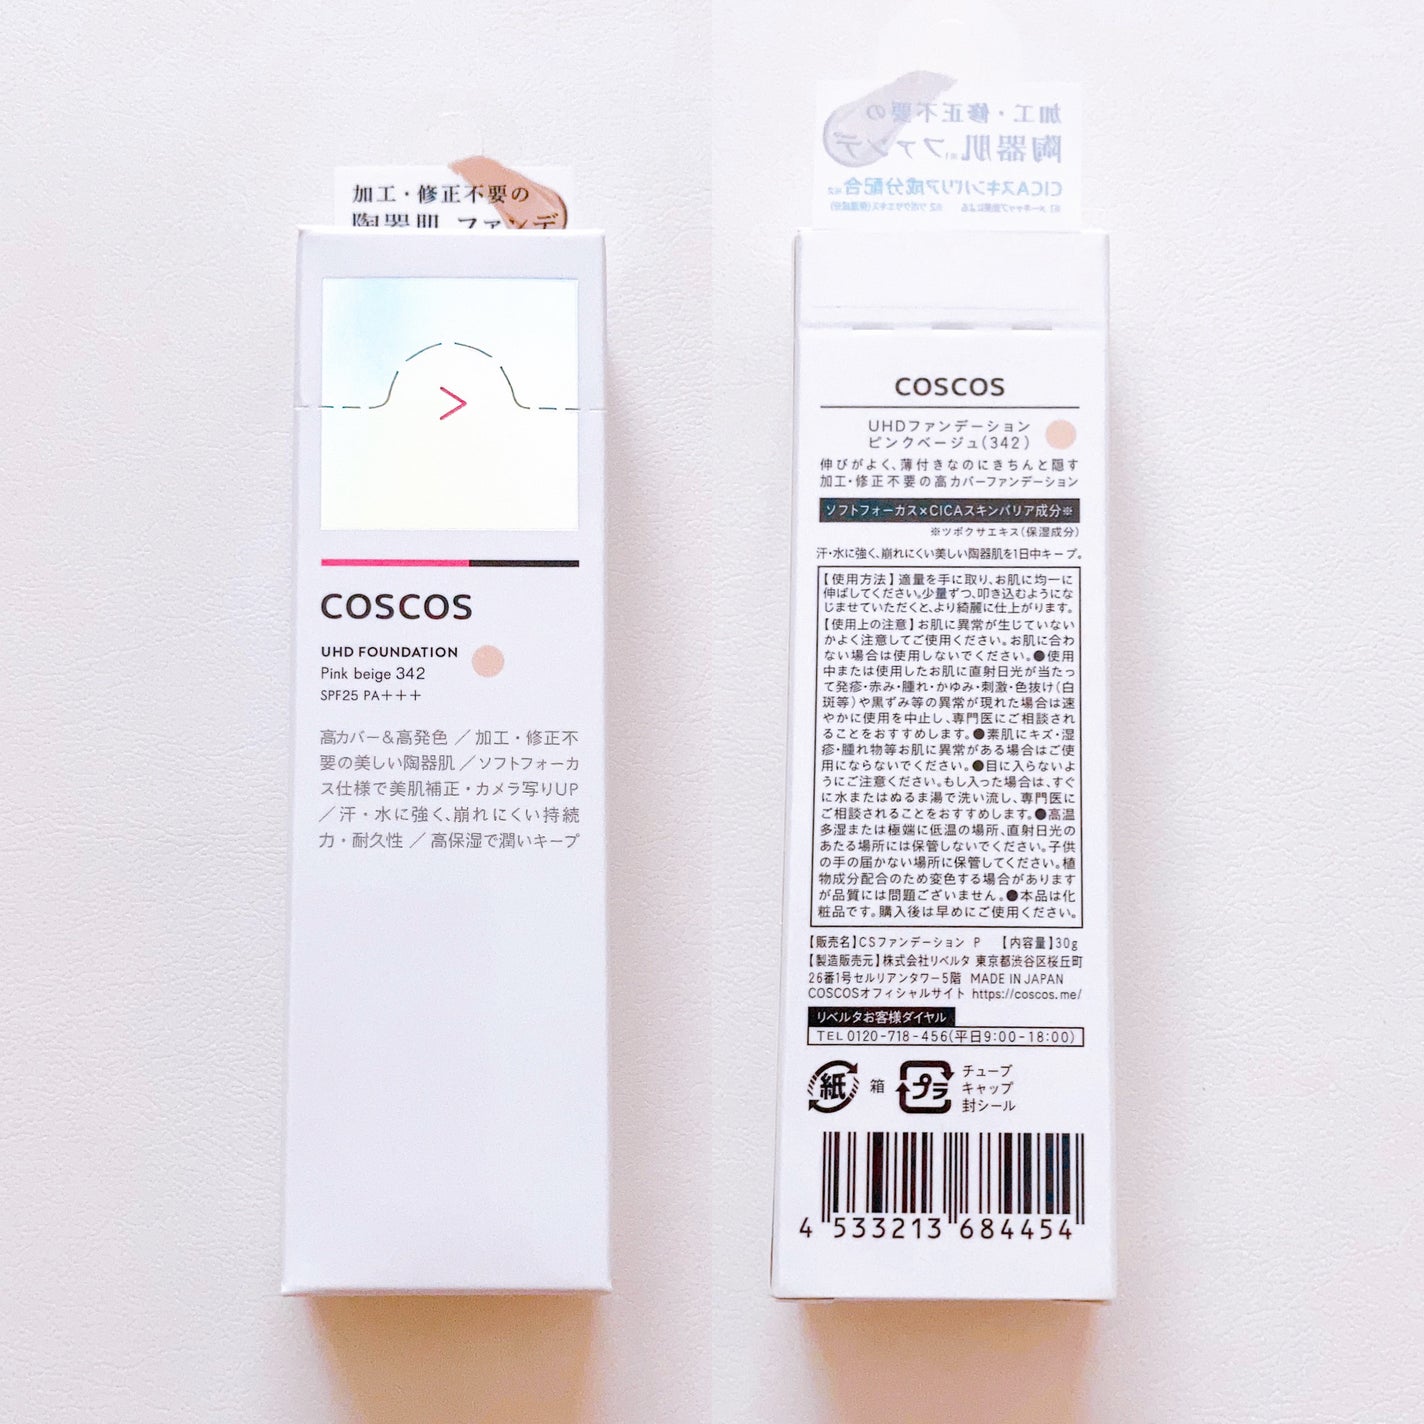 加工・修正不要の
陶器肌 ファンデ
COSCOS
UHD FOUNDATION
Pink beige 342
SPF25 PA+++
高カバー＆高発色 ／ 加工・修正不
要の美しい陶器肌 ／ソフトフォーカ
ス仕様で美肌補正・カメラ写りUP
／汗・水に強く、崩れにくい持続
力・耐久性 ／ 高保湿で潤いキープ
加工・修正不要の
陶器肌※1ファンデ
CICAスキンバリア成分配合※2
※1 メーキャップ効果による ※2 ツボクサエキス(保湿成分)
COSCOS
UHDファンデーション
ピンクベージュ(342)
伸びがよく、薄付きなのにきちんと隠す
加工・修正不要の高カバーファンデーション
ソフトフォーカス×CICAスキンバリア成分※
※ツボクサエキス(保湿成分)
汗・水に強く、崩れにくい美しい陶器肌を1日中キープ。
【使用方法】適量を手に取り、お肌に均一に
伸ばしてください。少量ずつ、叩き込むようにな
じませていただくと、より綺麗に仕上がります。
【使用上の注意】お肌に異常が生じていない
かよく注意してご使用ください。お肌に合わ
ない場合は使用しないでください。●使用
中または使用したお肌に直射日光が当たっ
て発疹・赤み・腫れ・かゆみ・刺激・色抜け(白
斑等)や黒ずみ等の異常が現れた場合は速
やかに使用を中止し、専門医にご相談され
ることをおすすめします。●素肌にキズ・湿
疹・腫れ物等お肌に異常がある場合はご使
用にならないでください。●目に入らないよ
うにご注意ください。もし入った場合は、すぐ
に水またはぬるま湯で洗い流し、専門医に
ご相談されることをおすすめします。●高温
多湿または極端に低温の場所、直射日光の
あたる場所には保管しないでください。子供
の手の届かない場所に保管してください。植
物成分配合のため変色する場合があります
が品質には問題ございません。●本品は化
粧品です。購入後は早めにご使用ください。
【販売名】CSファンデーション P 【内容量】30g
【製造販売元】株式会社リベルタ 東京都渋谷区桜丘町
26番1号セルリアンタワー5階 MADE IN JAPAN
COSCOSオフィシャルサイト https://coscos.me/
リベルタお客様ダイヤル
TEL 0120-718-456(平日9:00-18:00)
紙 箱 プラ チューブ
キャップ
封シール
4 533213 684454